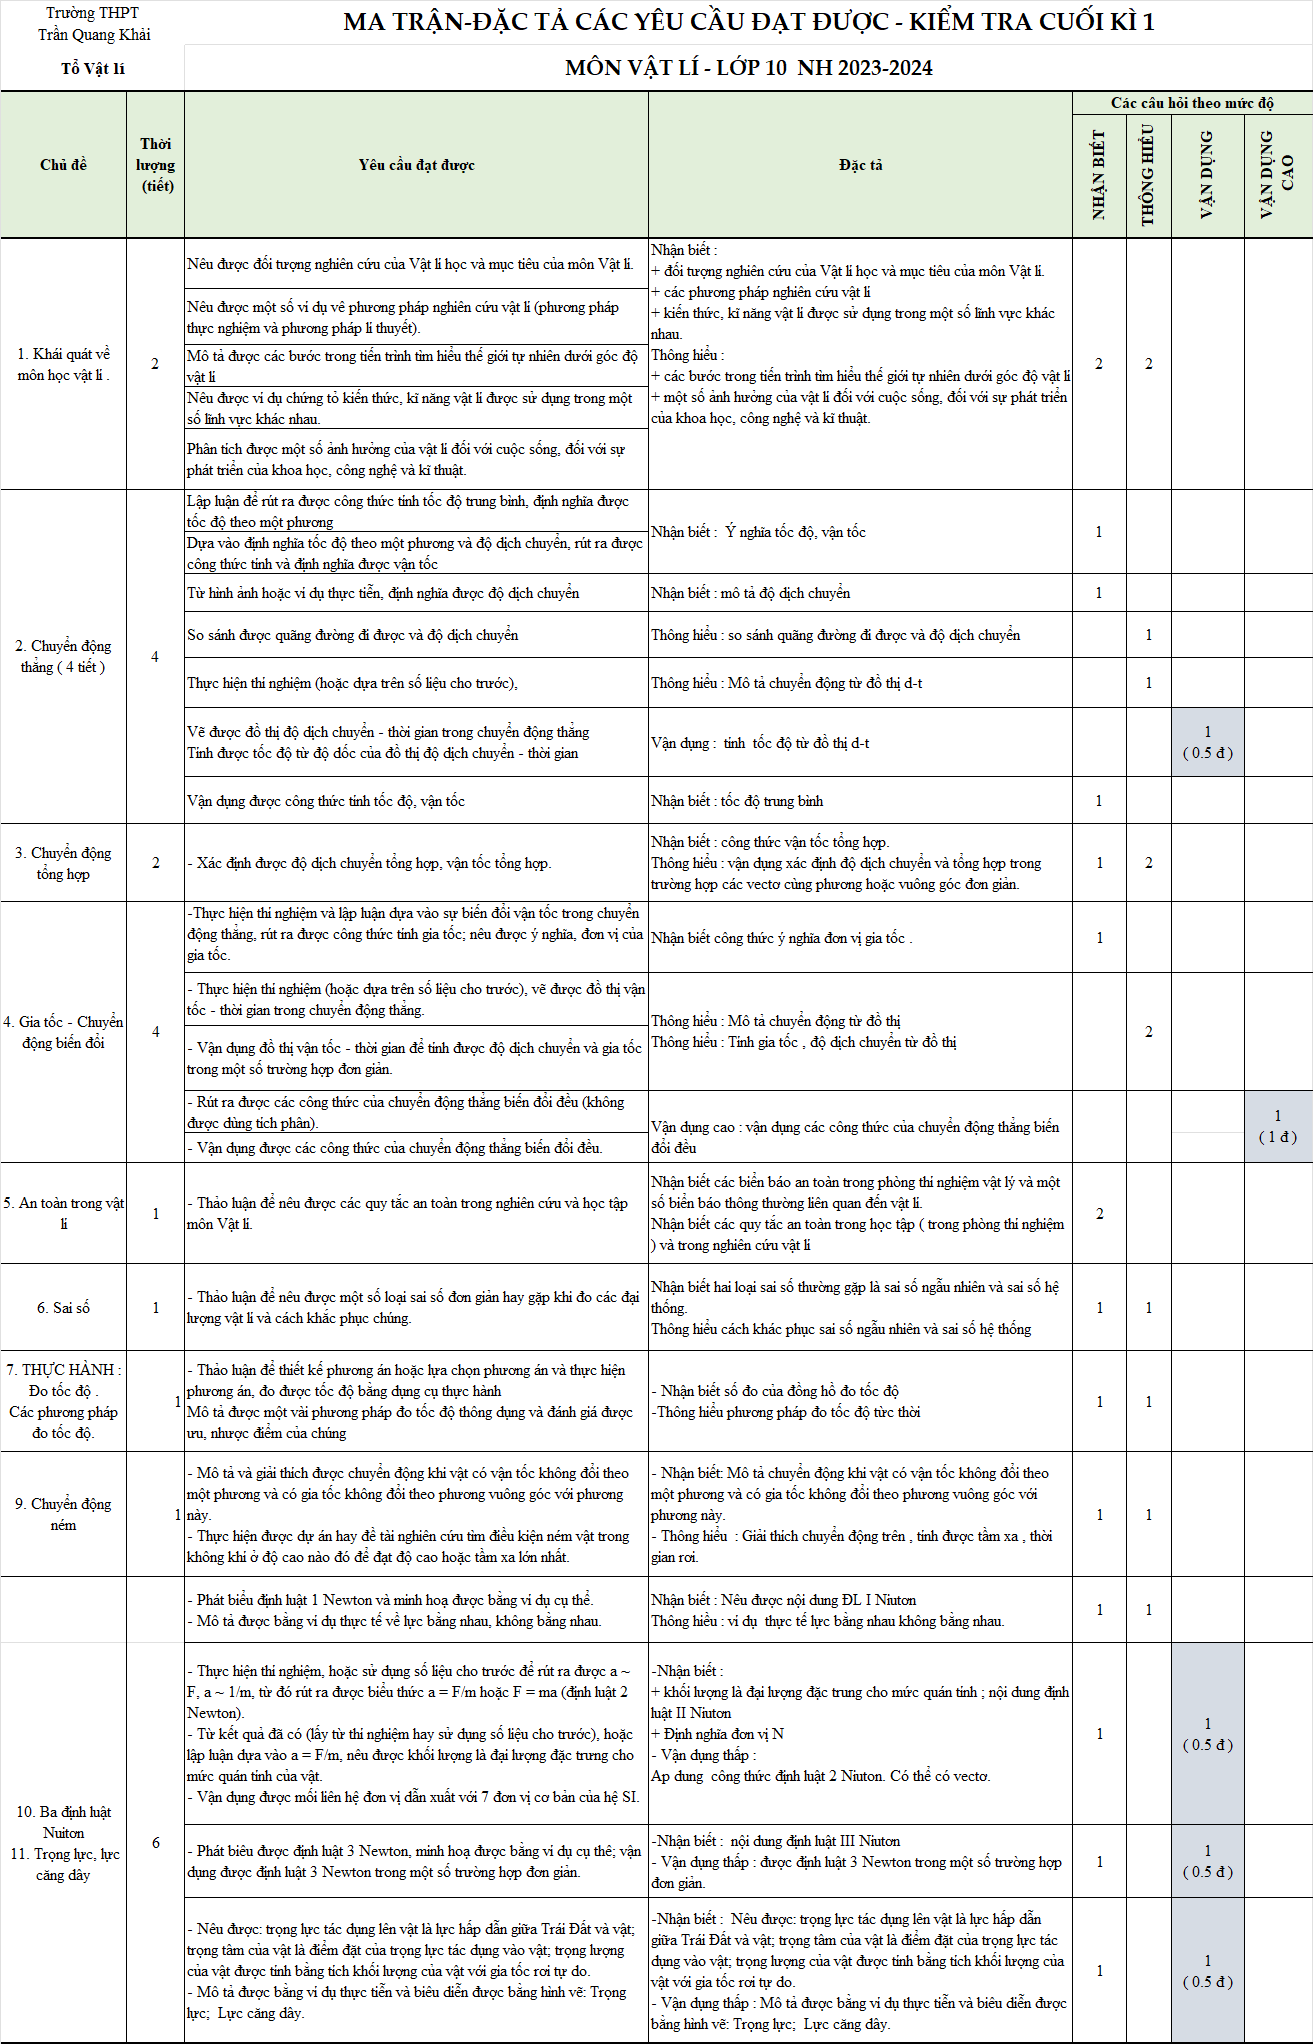 Trường THPT
Trần Quang Khải
Tổ Vật lí
MA TRẬN-ĐẶC TẢ CÁC YÊU CẦU ĐẠT ĐƯỢC - KIỂM TRA CUỐI KÌ 1
MÔN VẬT LÍ - LỚP 10 NH 2023-2024
Chủ đề
Thời
lượng
(tiết)
Yêu cầu đạt được
Đặc tả
Các câu hỏi theo mức độ
NHẬN BIẾT
THÔNG HIỂU
VẬN DỤNG
VẬN DỤNG
CAO
1. Khái quát về
môn học vật lí .
2
Nêu được đối tượng nghiên cứu của Vật lí học và mục tiêu của môn Vật lí.
Nêu được một số ví dụ về phương pháp nghiên cứu vật lí (phương pháp
thực nghiệm và phương pháp lí thuyết).
Mô tả được các bước trong tiến trình tìm hiểu thế giới tự nhiên dưới góc độ
vật lí
Nêu được ví dụ chứng tỏ kiến thức, kĩ năng vật lí được sử dụng trong một
số lĩnh vực khác nhau.
Phân tích được một số ảnh hưởng của vật lí đối với cuộc sống, đối với sự
phát triển của khoa học, công nghệ và kĩ thuật.
Nhận biết :
+ đối tượng nghiên cứu của Vật lí học và mục tiêu của môn Vật lí.
+ các phương pháp nghiên cứu vật lí
+ kiến thức, kĩ năng vật lí được sử dụng trong một số lĩnh vực khác
nhau.
Thông hiểu :
+ các bước trong tiến trình tìm hiểu thế giới tự nhiên dưới góc độ vật lí
+ một số ảnh hưởng của vật lí đối với cuộc sống, đối với sự phát triển
của khoa học, công nghệ và kĩ thuật.
2
2
2. Chuyển động
thẳng ( 4 tiết )
4
Lập luận để rút ra được công thức tính tốc độ trung bình, định nghĩa được
tốc độ theo một phương
Dựa vào định nghĩa tốc độ theo một phương và độ dịch chuyển, rút ra được
công thức tính và định nghĩa được vận tốc
Nhận biết : Ý nghĩa tốc độ, vận tốc
1
Từ hình ảnh hoặc ví dụ thực tiễn, định nghĩa được độ dịch chuyển
Nhận biết : mô tả độ dịch chuyển
1
So sánh được quãng đường đi được và độ dịch chuyển
Thông hiểu : so sánh quãng đường đi được và độ dịch chuyển
1
Thực hiện thí nghiệm (hoặc dựa trên số liệu cho trước),
Thông hiểu : Mô tả chuyển động từ đồ thị d-t
1
Vẽ được đồ thị độ dịch chuyển - thời gian trong chuyển động thẳng
Tính được tốc độ từ độ dốc của đồ thị độ dịch chuyển - thời gian
Vận dụng : tính tốc độ từ đồ thị d-t
1
( 0.5 đ )
Vận dụng được công thức tính tốc độ, vận tốc
Nhận biết : tốc độ trung bình
1
3. Chuyển động
tổng hợp
2
- Xác định được độ dịch chuyển tổng hợp, vận tốc tổng hợp.
Nhận biết : công thức vận tốc tổng hợp.
Thông hiểu : vận dụng xác định độ dịch chuyển và tổng hợp trong
trường hợp các vectơ cùng phương hoặc vuông góc đơn giản.
1
2
4. Gia tốc - Chuyển
động biến đổi
4
-Thực hiện thí nghiệm và lập luận dựa vào sự biến đổi vận tốc trong chuyển
động thẳng, rút ra được công thức tính gia tốc; nêu được ý nghĩa, đơn vị của
gia tốc.
Nhận biết công thức ý nghĩa đơn vị gia tốc .
1
- Thực hiện thí nghiệm (hoặc dựa trên số liệu cho trước), vẽ được đồ thị vận
tốc - thời gian trong chuyển động thẳng.
- Vận dụng đồ thị vận tốc - thời gian để tính được độ dịch chuyển và gia tốc
trong một số trường hợp đơn giản.
Thông hiểu : Mô tả chuyển động từ đồ thị
Thông hiểu : Tính gia tốc , độ dịch chuyển từ đồ thị
2
- Rút ra được các công thức của chuyển động thẳng biến đổi đều (không
được dùng tích phân).
- Vận dụng được các công thức của chuyển động thẳng biến đổi đều.
Vận dụng cao : vận dụng các công thức của chuyển động thẳng biến
đổi đều
1
( 1 đ )
5. An toàn trong vật
lí
1
- Thảo luận để nêu được các quy tắc an toàn trong nghiên cứu và học tập
môn Vật lí.
Nhận biết các biển báo an toàn trong phòng thí nghiệm vật lý và một
số biển báo thông thường liên quan đến vật lí.
Nhận biết các quy tắc an toàn trong học tập ( trong phòng thí nghiệm
) và trong nghiên cứu vật lí
2
6. Sai số
1
- Thảo luận để nêu được một số loại sai số đơn giản hay gặp khi đo các đại
lượng vật lí và cách khắc phục chúng.
Nhận biết hai loại sai số thường gặp là sai số ngẫu nhiên và sai số hệ
thống.
Thông hiểu cách khác phục sai số ngẫu nhiên và sai số hệ thống
1
1
7. THỰC HÀNH :
Đo tốc độ .
Các phương pháp
đo tốc độ.
1
- Thảo luận để thiết kế phương án hoặc lựa chọn phương án và thực hiện
phương án, đo được tốc độ bằng dụng cụ thực hành
Mô tả được một vài phương pháp đo tốc độ thông dụng và đánh giá được
ưu, nhược điểm của chúng
- Nhận biết số đo của đồng hồ đo tốc độ
-Thông hiểu phương pháp đo tốc độ tức thời
1
1
9. Chuyển động
ném
1
- Mô tả và giải thích được chuyển động khi vật có vận tốc không đổi theo
một phương và có gia tốc không đổi theo phương vuông góc với phương
này.
- Thực hiện được dự án hay đề tài nghiên cứu tìm điều kiện ném vật trong
không khí ở độ cao nào đó để đạt độ cao hoặc tầm xa lớn nhất.
- Nhận biết: Mô tả chuyển động khi vật có vận tốc không đổi theo
một phương và có gia tốc không đổi theo phương vuông góc với
phương này.
- Thông hiểu : Giải thích chuyển động trên , tính được tầm xa , thời
gian rơi.
1
1
10. Ba định luật
Nuitơn
11. Trọng lực, lực
căng dây
6
- Phát biểu định luật 1 Newton và minh hoạ được bằng ví dụ cụ thể.
- Mô tả được bằng ví dụ thực tế về lực bằng nhau, không bằng nhau.
Nhận biết : Nêu được nội dung ĐL I Niutơn
Thông hiểu : ví dụ thực tế lực bằng nhau không bằng nhau.
1
1
- Thực hiện thí nghiệm, hoặc sử dụng số liệu cho trước để rút ra được a ~
F, a ~ 1/m, từ đó rút ra được biểu thức a = F/m hoặc F = ma (định luật 2
Newton).
- Từ kết quả đã có (lấy từ thí nghiệm hay sử dụng số liệu cho trước), hoặc
lập luận dựa vào a = F/m, nêu được khối lượng là đại lượng đặc trưng cho
mức quán tính của vật.
- Vận dụng được mối liên hệ đơn vị dẫn xuất với 7 đơn vị cơ bản của hệ SI.
-Nhận biết :
+ khối lượng là đại lượng đặc trung cho mức quán tính ; nội dung định
luật II Niutơn
+ Định nghĩa đơn vị N
- Vận dụng thấp :
Ap dung công thức định luật 2 Niuton. Có thể có vectơ.
1
1
( 0.5 đ )
- Phát biêu được định luật 3 Newton, minh hoạ được bằng ví dụ cụ thê; vận
dụng được định luật 3 Newton trong một số trường hợp đơn giản.
-Nhận biết : nội dung định luật III Niutơn
- Vận dụng thấp : được định luật 3 Newton trong một số trường hợp
đơn giản.
1
1
( 0.5 đ )
- Nêu được: trọng lực tác dụng lên vật là lực hấp dẫn giữa Trái Đất và vật;
trọng tâm của vật là điểm đặt của trọng lực tác dụng vào vật; trọng lượng
của vật được tính bằng tích khối lượng của vật với gia tốc rơi tự do.
- Mô tả được bằng ví dụ thực tiễn và biêu diễn được bằng hình vẽ: Trọng
lực; Lực căng dây.
-Nhận biết : Nêu được: trọng lực tác dụng lên vật là lực hấp dẫn
giữa Trái Đất và vật; trọng tâm của vật là điểm đặt của trọng lực tác
dụng vào vật; trọng lượng của vật được tính bằng tích khối lượng của
vật với gia tốc rơi tự do.
- Vận dụng thấp : Mô tả được bằng ví dụ thực tiễn và biêu diễn được
bằng hình vẽ: Trọng lực; Lực căng dây.
1
1
( 0.5 đ )